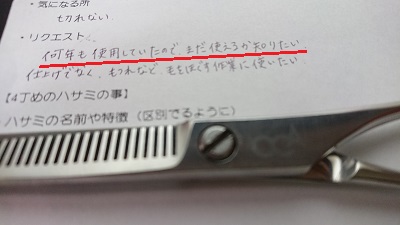 ・気になる所
もつれない
・リクエスト
何年も使用していたので、まだ使えるか知りたい
仕上げでなく、もつれなど 毛をほぐす作業に使いたい
【4丁めのハサミの事】
ハサミの名前や特徴(区別でるように)